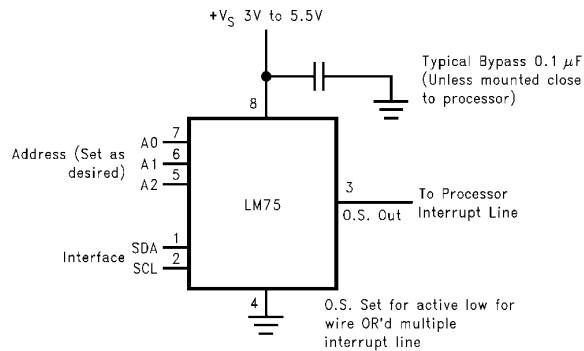 +VS 3V to 5.5V
Typical Bypass 0.1 μF
(Unless mounted close
to processor)
8
Address (Set as
desired)
A0 7
A1 6
A2 5
LM75
3
O.S. Out
To Processor
Interrupt Line
Interface
SDA 1
SCL 2
4
O.S. Set for active low for
wire OR'd multiple
interrupt line